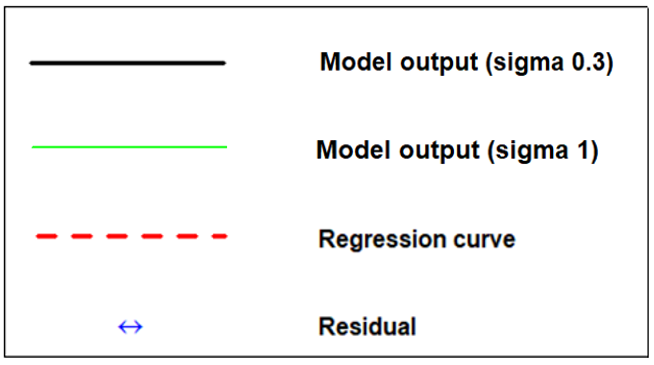 Model output (sigma 0.3)
Model output (sigma 1)
Regression curve
Residual